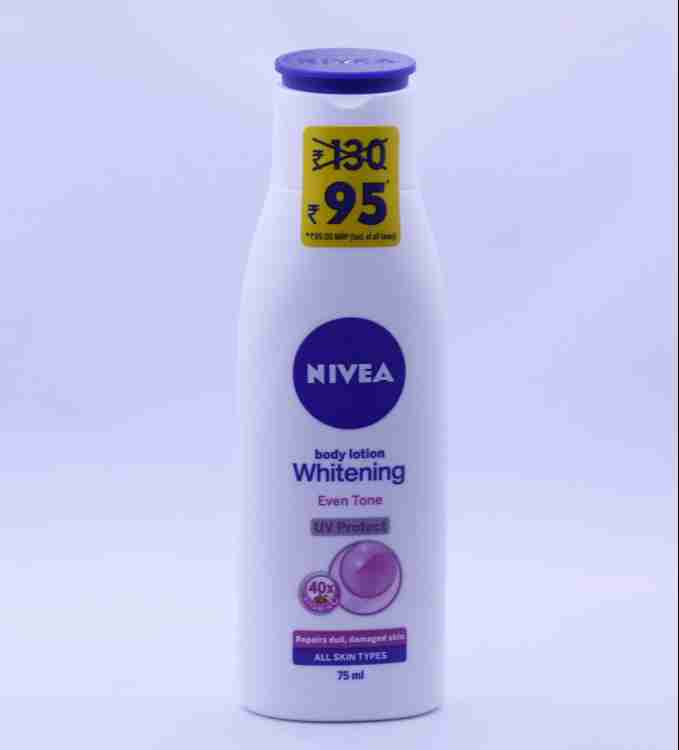 NIVEA
₹ 130
₹ 95*
NIVEA
body lotion
Whitening
Even Tone
UV Protect
40x
Repairs dull, damaged skin
ALL SKIN TYPES
75 ml